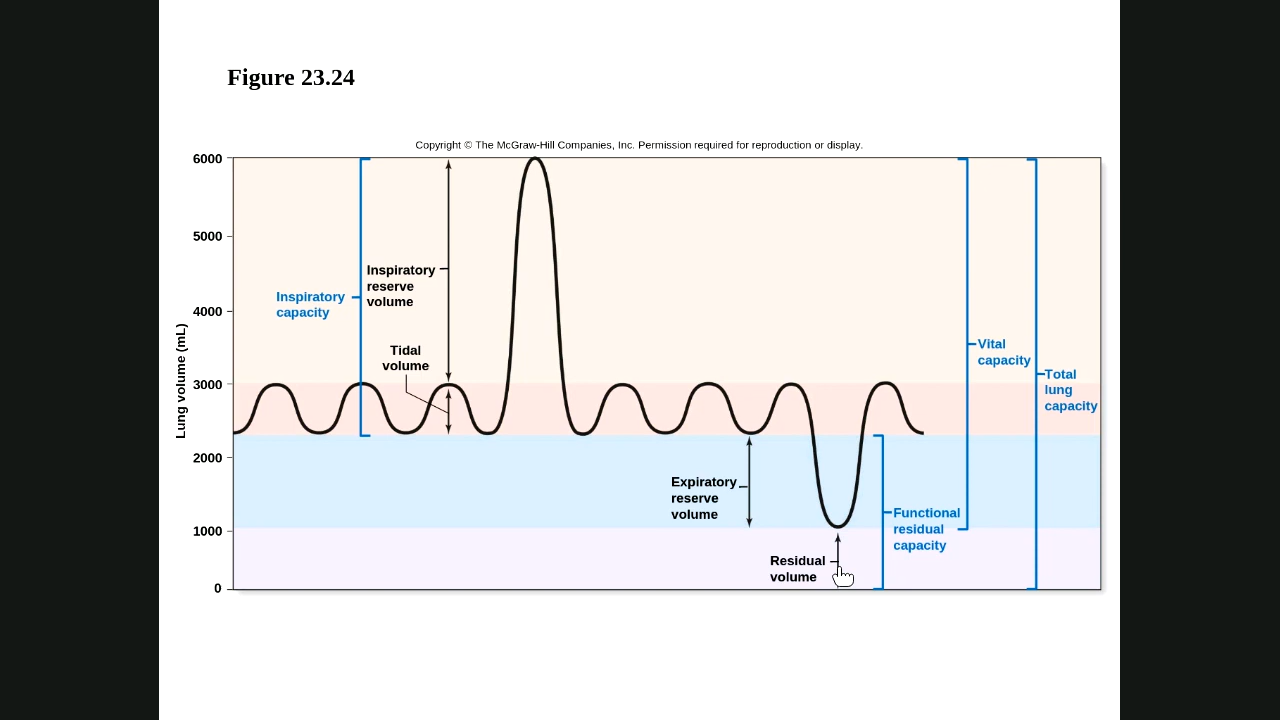 Figure 23.24
Copyright © The McGraw-Hill Companies, Inc. Permission required for reproduction or display.
Lung volume (mL)
6000
5000
4000
3000
2000
1000
0
Inspiratory
capacity
Inspiratory
reserve
volume
Tidal
volume
Expiratory
reserve
volume
Residual
volume
Functional
residual
capacity
Vital
capacity
Total
lung
capacity